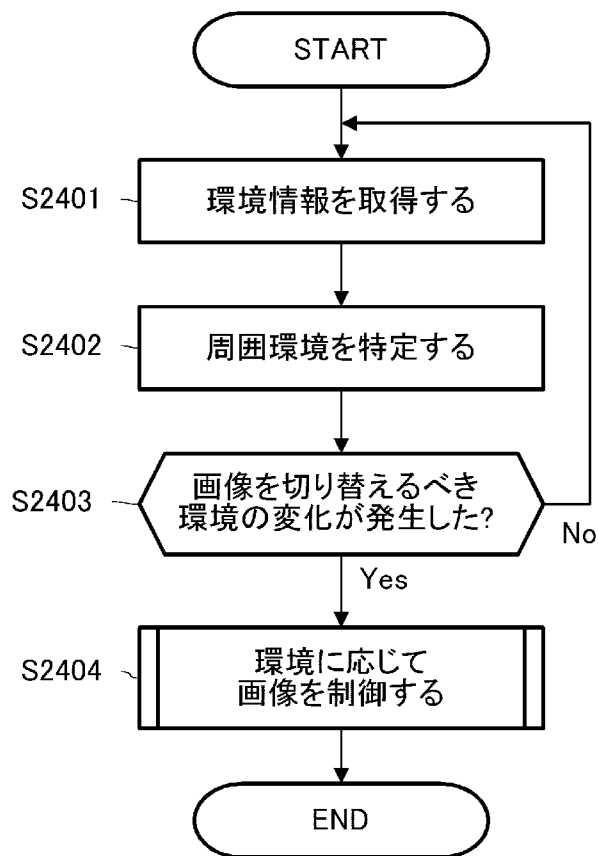 START
S2401
環境情報を取得する
S2402
周囲環境を特定する
S2403
画像を切り替えるべき
環境の変化が発生した?
No
Yes
S2404
環境に応じて
画像を制御する
END